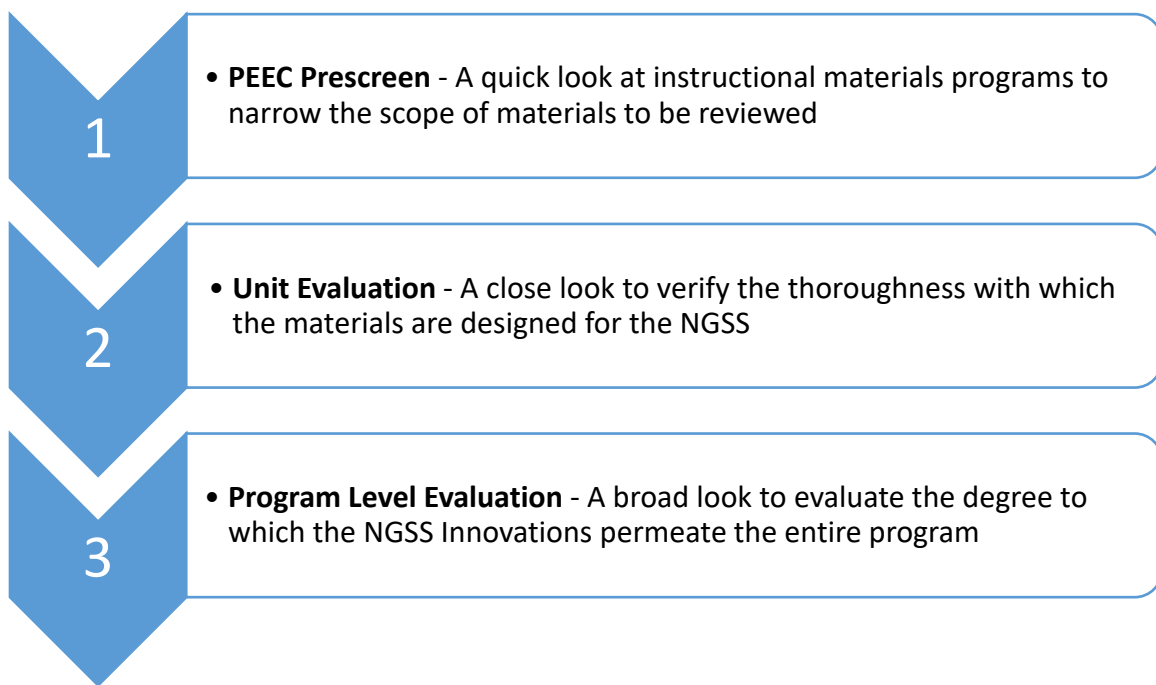 1
• PEEC Prescreen - A quick look at instructional materials programs to
narrow the scope of materials to be reviewed
2
• Unit Evaluation - A close look to verify the thoroughness with which
the materials are designed for the NGSS
3
• Program Level Evaluation - A broad look to evaluate the degree to
which the NGSS Innovations permeate the entire program